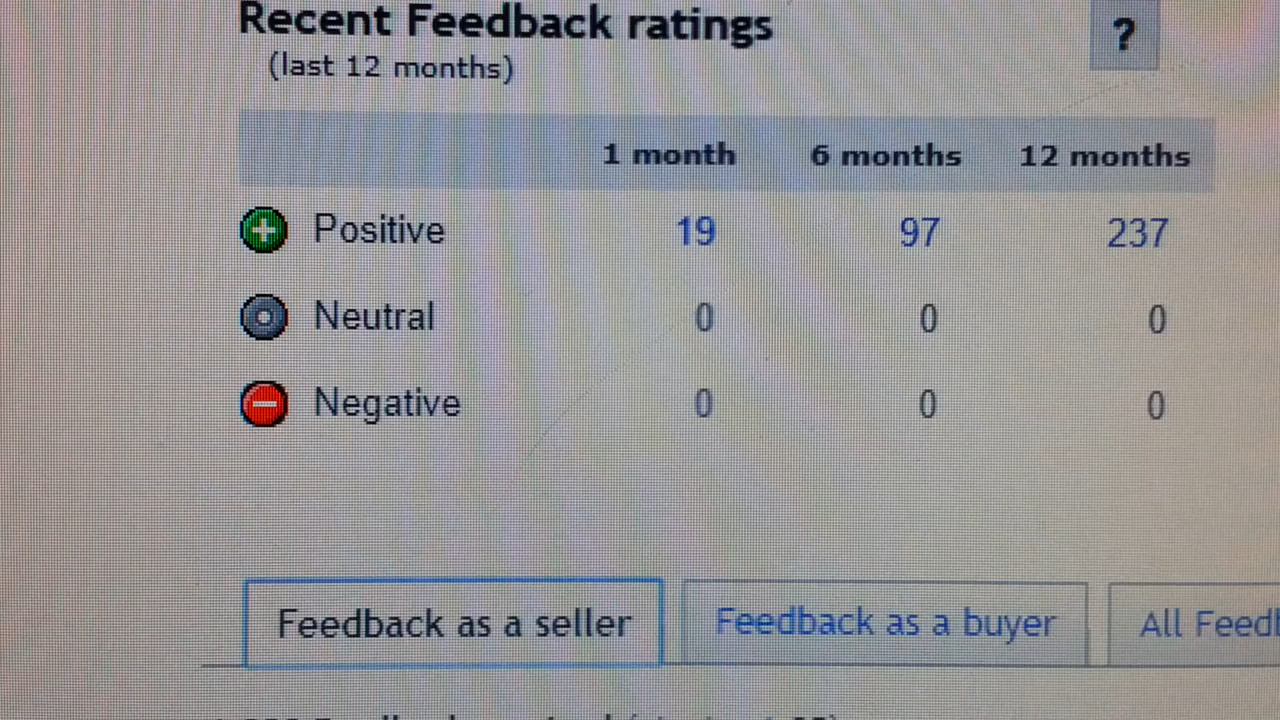 Recent Feedback ratings
?
(last 12 months)
1 month 6 months 12 months
Positive 19 97 237
Neutral 0 0 0
Negative 0 0 0
Feedback as a seller Feedback as a buyer All